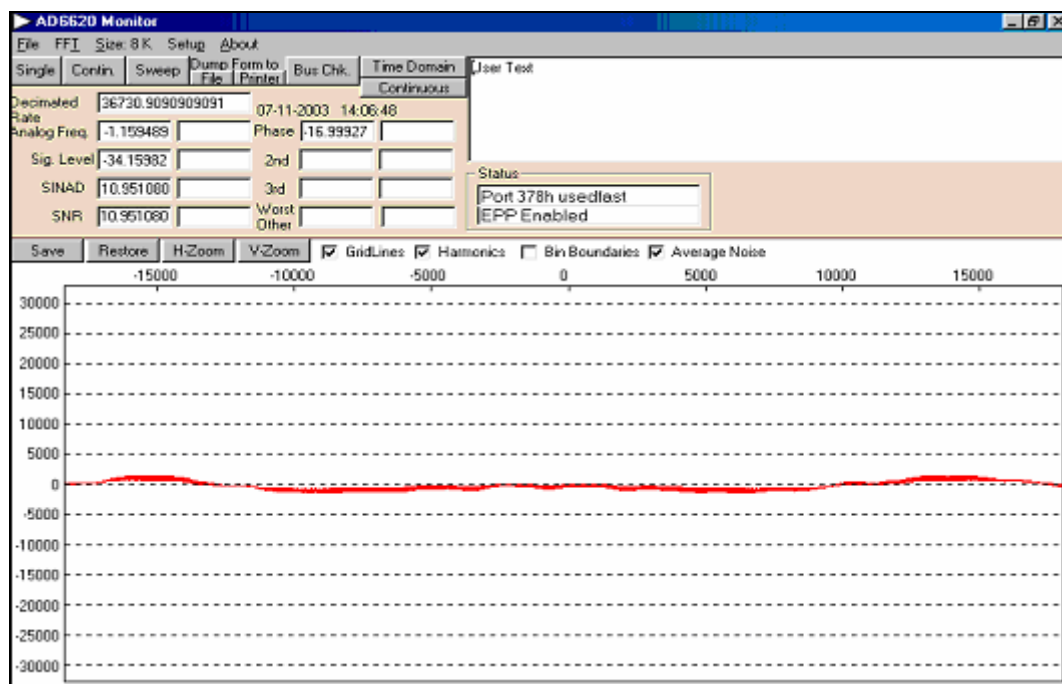 AD6620 Monitor
File FFT Size: 8 K Setup About
Single Contin. Sweep Dump File Form to Printer Bus Chk. Time Domain
Continuous
User Text
Decimated Rate 36730.9090909091 07-11-2003 14:06:48
Analog Freq. -1.159489 Phase -16.99927
Sig. Level -34.15982 2nd
SINAD 10.951080 3rd
SNR 10.951080 Worst Other
Status
Port 378h usedlast
EPP Enabled
Save Restore H-Zoom V-Zoom GridLines Harmonics Bin Boundaries Average Noise
-15000 -10000 -5000 0 5000 10000 15000
30000
25000
20000
15000
10000
5000
0
-5000
-10000
-15000
-20000
-25000
-30000